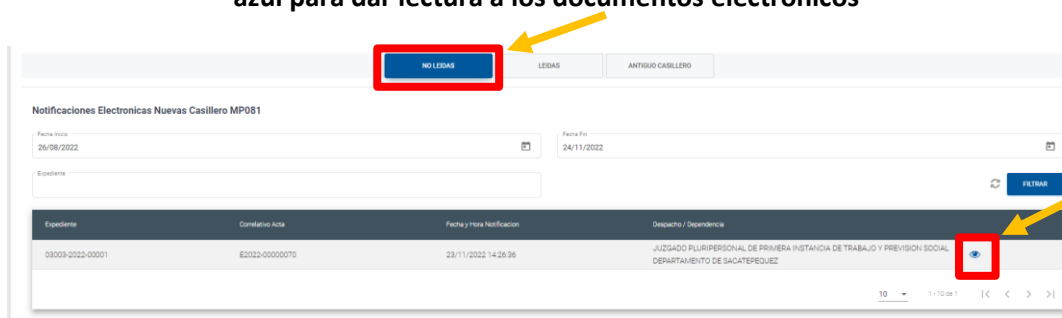 azul para dar lectura a los documentos electrónicos
NO LEIDAS LEIDAS ANTIGUO CASILLERO
Notificaciones Electronicas Nuevas Casillero MP081
Fecha Inicio Fecha Fin
26/08/2022 24/11/2022
Expediente
FILTRAR
Expediente Correlativo Acta Fecha y Hora Notificacion Despacho / Dependencia
03003-2022-00001 E2022-00000070 23/11/2022 14:26:36 JUZGADO PLURIPERSONAL DE PRIMERA INSTANCIA DE TRABAJO Y PREVISION SOCIAL
DEPARTAMENTO DE SACATEPEQUEZ
10 1 - 10 de 1